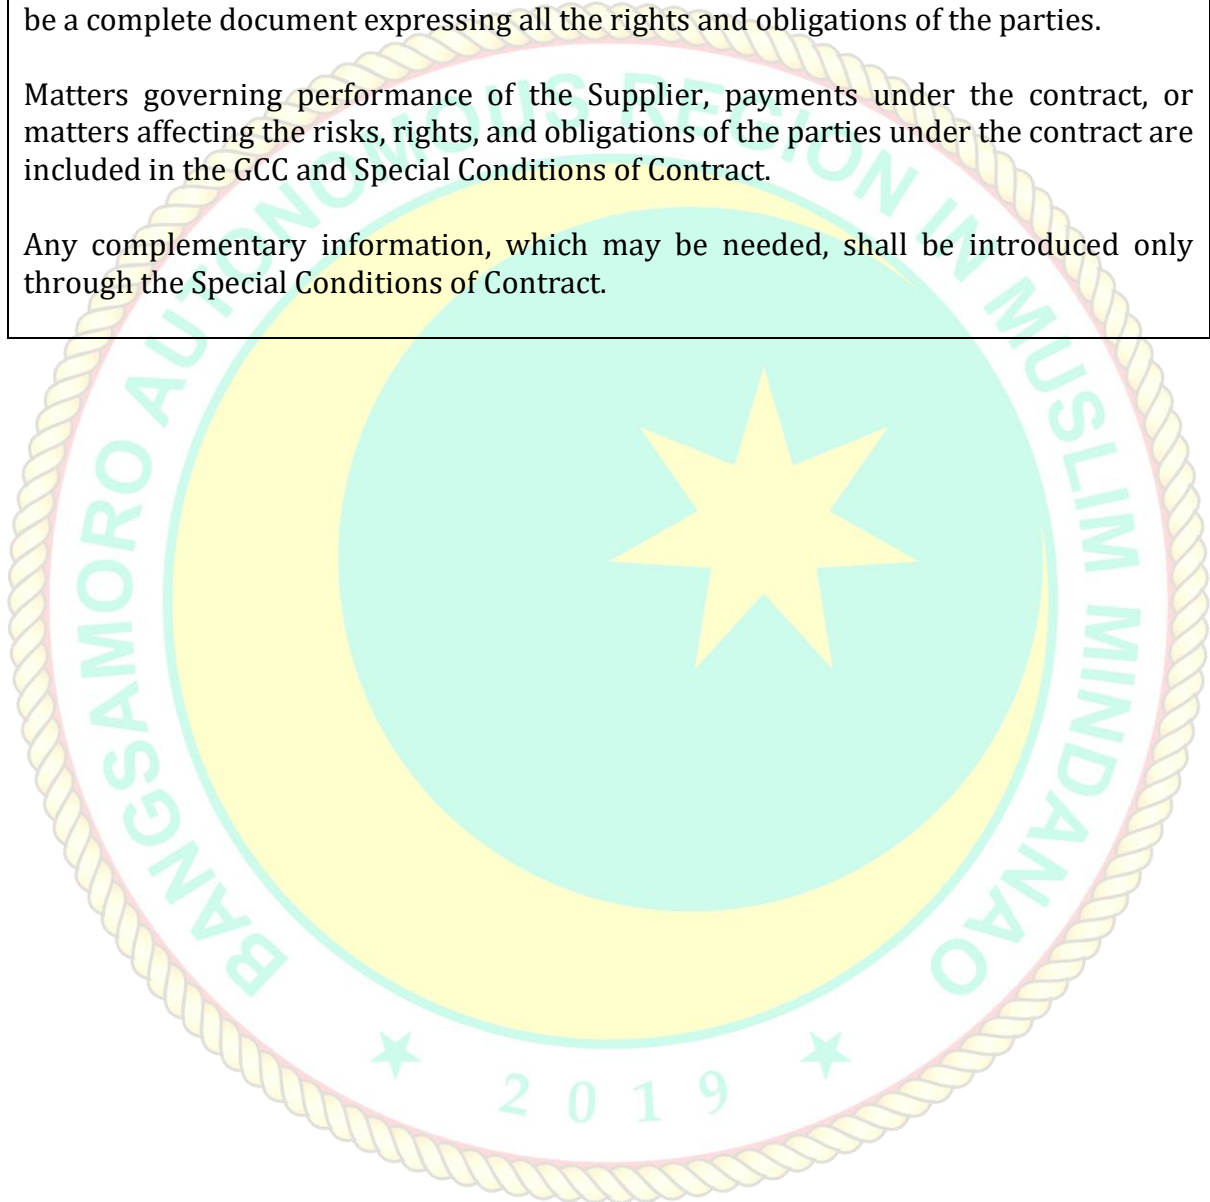 be a complete document expressing all the rights and obligations of the parties.
Matters governing performance of the Supplier, payments under the contract, or
matters affecting the risks, rights, and obligations of the parties under the contract are
included in the GCC and Special Conditions of Contract.
Any complementary information, which may be needed, shall be introduced only
through the Special Conditions of Contract.
BANGSAMORO AUTONOMOUS REGION IN MUSLIM MINDANAO
2019